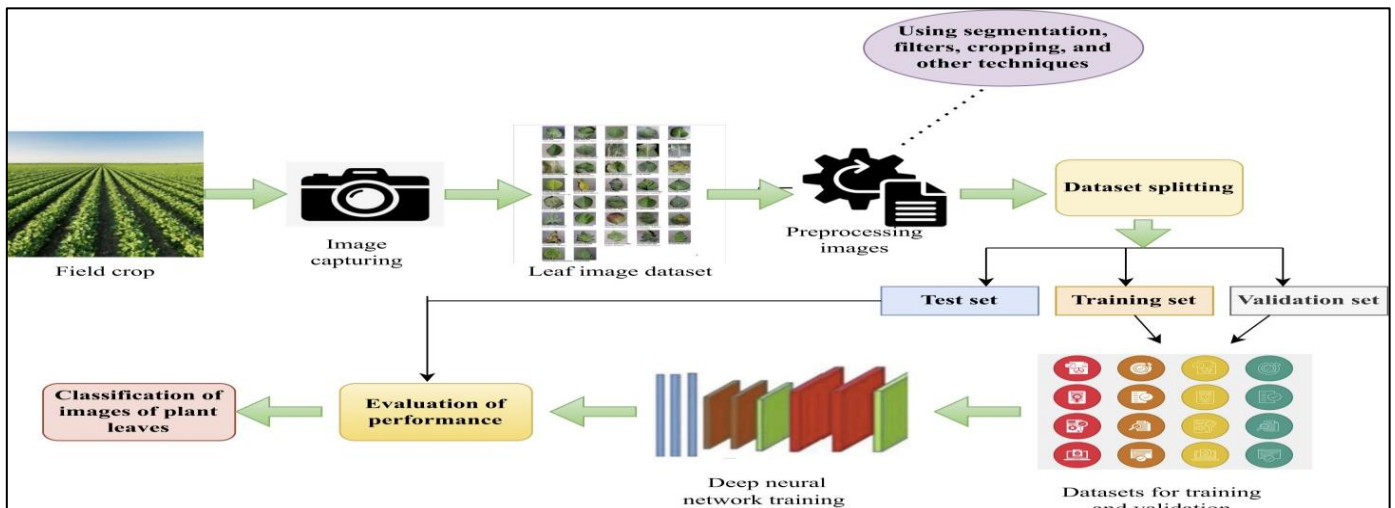 Using segmentation,
filters, cropping, and
other techniques
Field crop
Image
capturing
Leaf image dataset
Preprocessing
images
Dataset splitting
Test set
Training set
Validation set
Classification of
images of plant
leaves
Evaluation of
performance
Deep neural
network training
Datasets for training
and validation